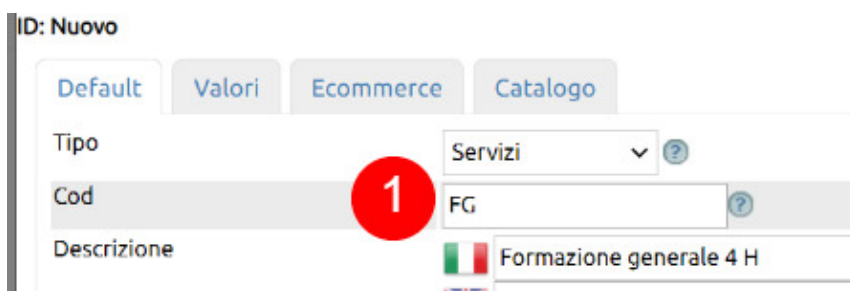 ID: Nuovo
Default Valori Ecommerce Catalogo
Tipo Servizi ?
Cod 1 FG ?
Descrizione Formazione generale 4 H